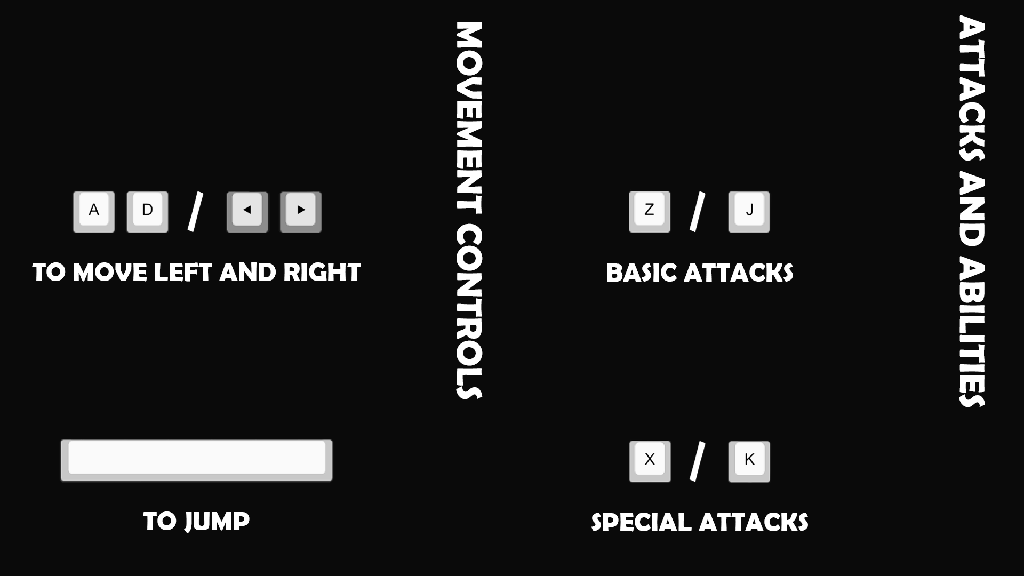 MOVEMENT CONTROLS
A D / ◄ ►
TO MOVE LEFT AND RIGHT
TO JUMP
ATTACKS AND ABILITIES
Z / J
BASIC ATTACKS
X / K
SPECIAL ATTACKS